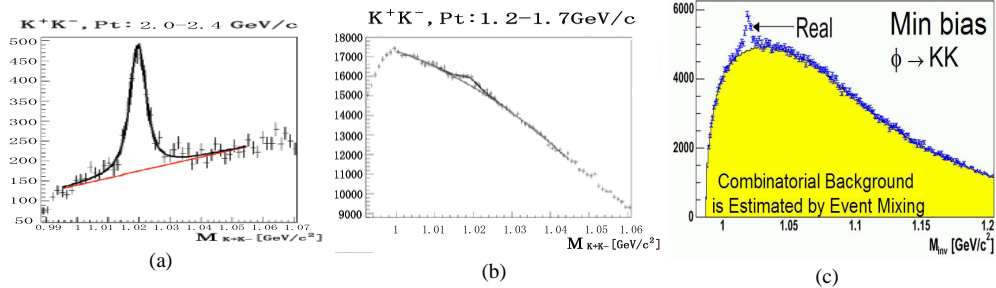 K⁺K⁻, Pt: 2.0−2.4 GeV/c
500
450
400
350
300
250
200
150
100
50
0.99 1 1.01 1.02 1.03 1.04 1.05 1.06 1.07
M K+K− [GeV/c²]
(a)
K⁺K⁻, Pt:1.2−1.7GeV/c
18000
17000
16000
15000
14000
13000
12000
11000
10000
9000
1 1.01 1.02 1.03 1.04 1.05 1.06
M K+K− [GeV/c²]
(b)
6000
4000
2000
0
Real
Min bias
ϕ → KK
Combinatorial Background
is Estimated by Event Mixing
1 1.05 1.1 1.15 1.2
Minv [GeV/c²]
(c)